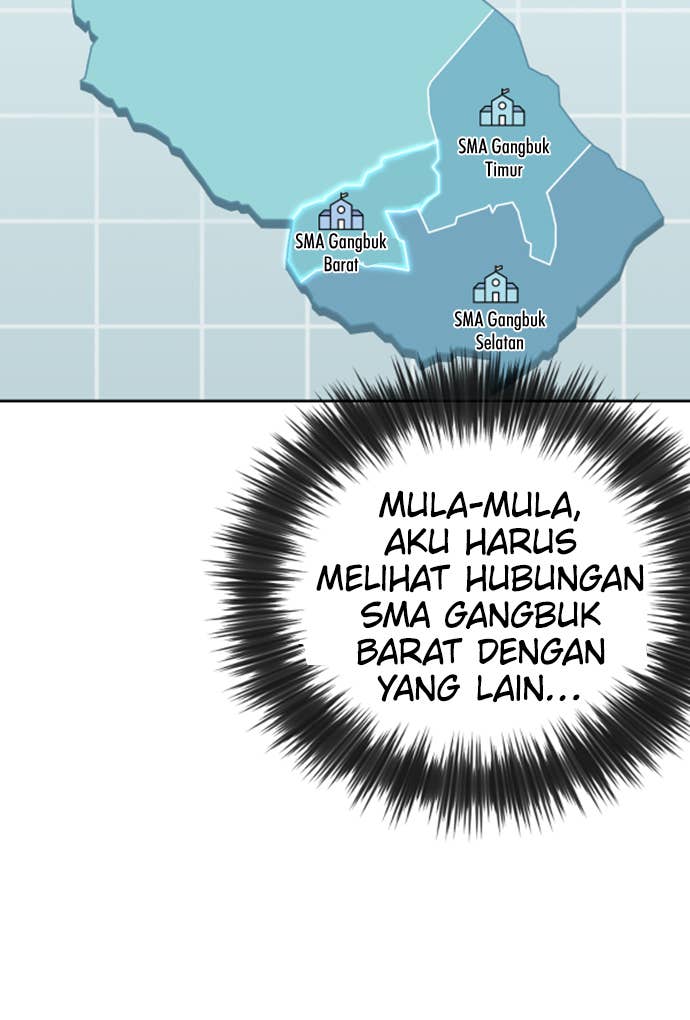 SMA Gangbuk
Timur
SMA Gangbuk
Barat
SMA Gangbuk
Selatan
MULA-MULA,
AKU HARUS
MELIHAT HUBUNGAN
SMA GANGBUK
BARAT DENGAN
YANG LAIN...